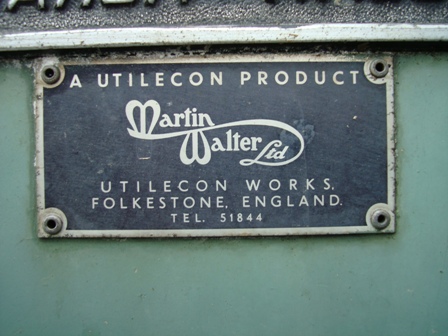 A UTILECON PRODUCT
Martin
Walter Ltd
UTILECON WORKS,
FOLKESTONE, ENGLAND.
TEL. 51844